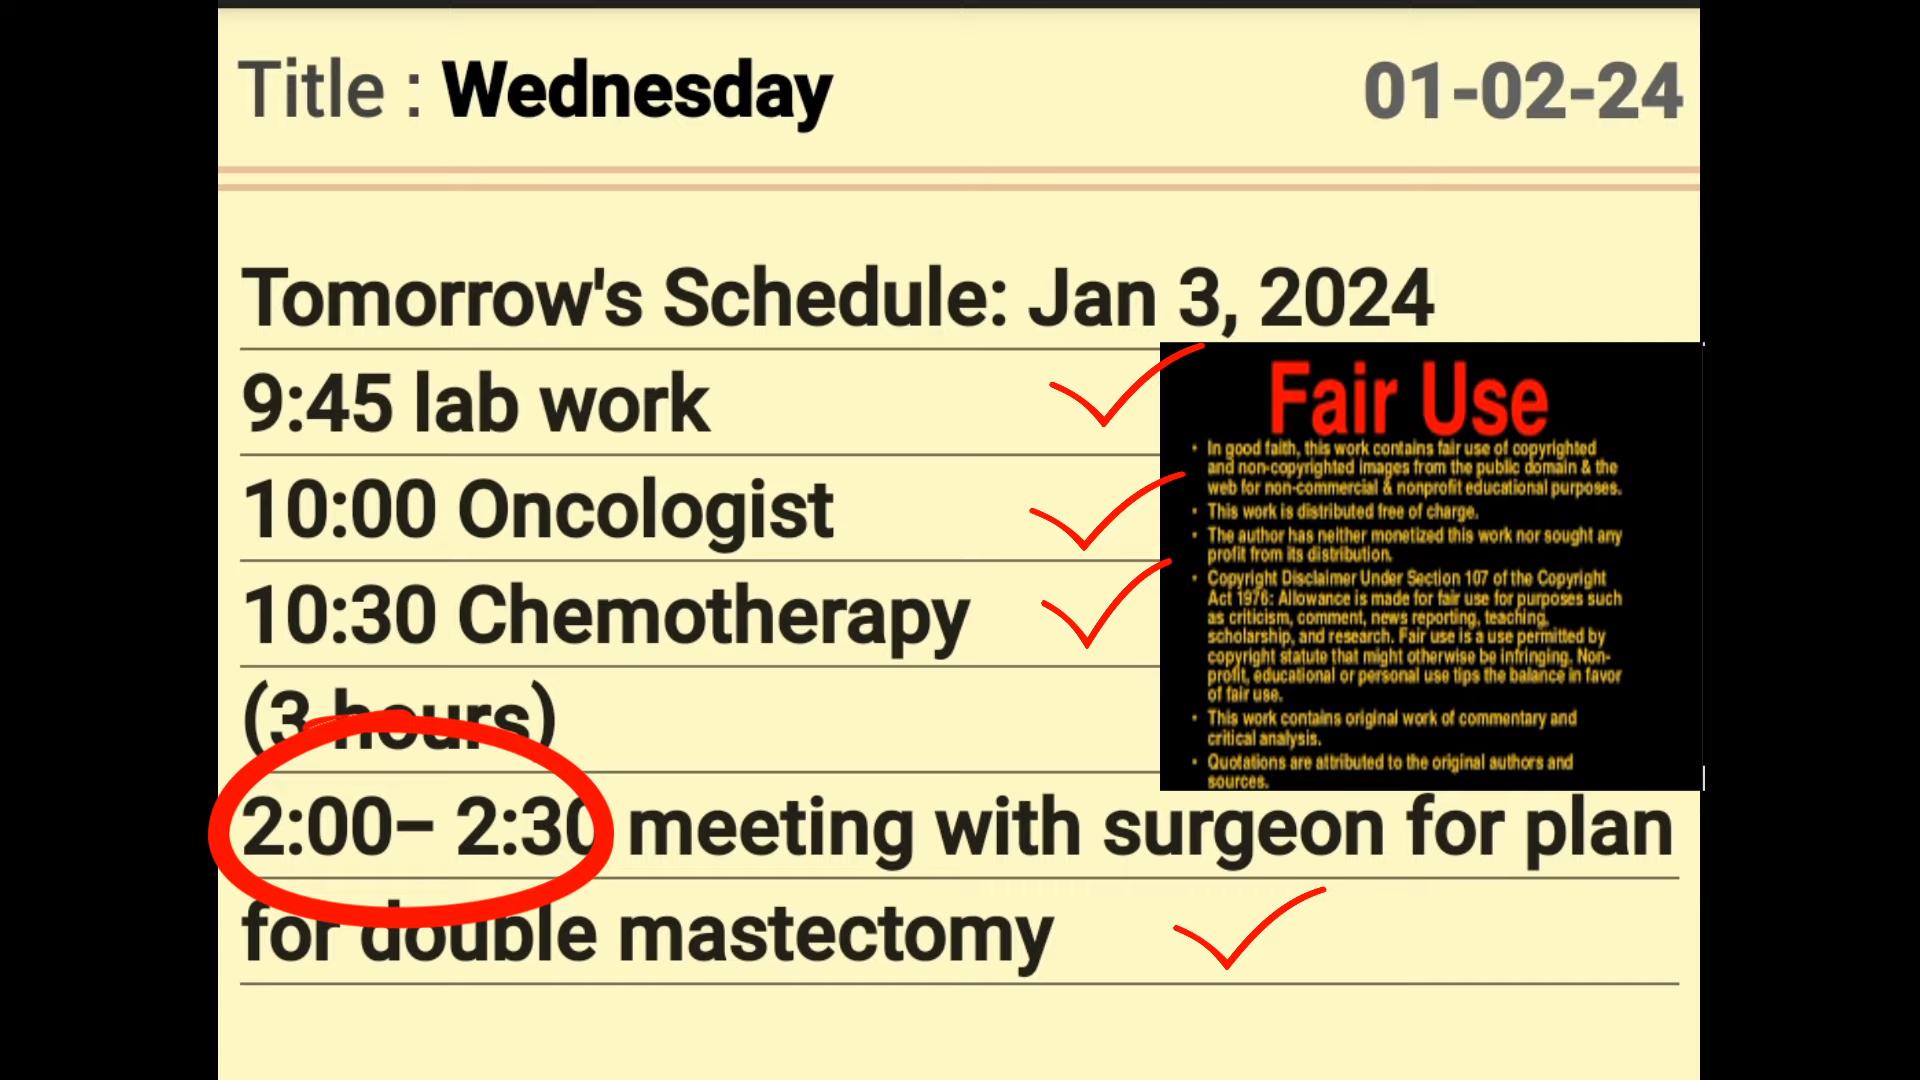 Title : Wednesday 01-02-24
Tomorrow's Schedule: Jan 3, 2024
9:45 lab work
10:00 Oncologist
10:30 Chemotherapy
(3 hours)
2:00– 2:30 meeting with surgeon for plan
for double mastectomy
Fair Use
• In good faith, this work contains fair use of copyrighted
and non-copyrighted images from the public domain & the
web for non-commercial & nonprofit educational purposes.
• This work is distributed free of charge.
• The author has neither monetized this work nor sought any
profit from its distribution.
• Copyright Disclaimer Under Section 107 of the Copyright
Act 1976: Allowance is made for fair use for purposes such
as criticism, comment, news reporting, teaching,
scholarship, and research. Fair use is a use permitted by
copyright statute that might otherwise be infringing. Non-
profit, educational or personal use tips the balance in favor
of fair use.
• This work contains original work of commentary and
critical analysis.
• Quotations are attributed to the original authors and
sources.